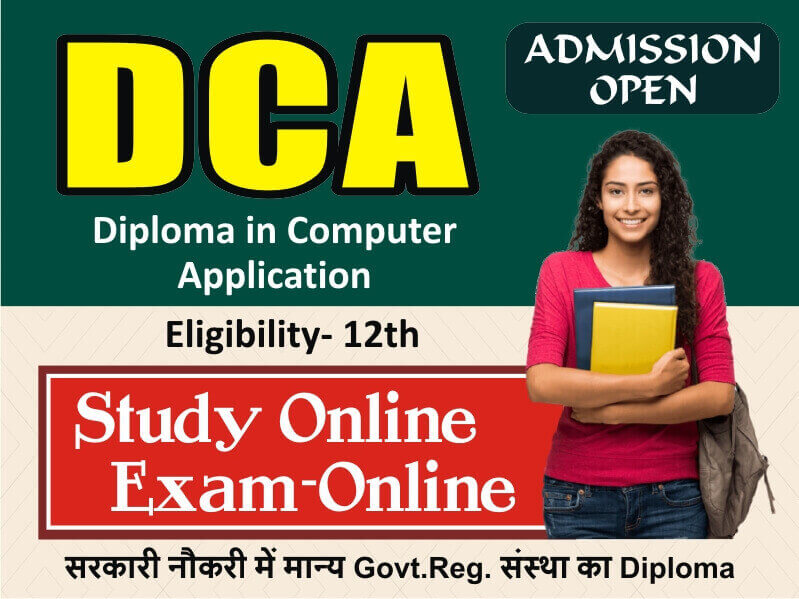 DCA
ADMISSION
OPEN
Diploma in Computer
Application
Eligibility- 12th
Study Online
Exam-Online
सरकारी नौकरी में मान्य Govt.Reg. संस्था का Diploma